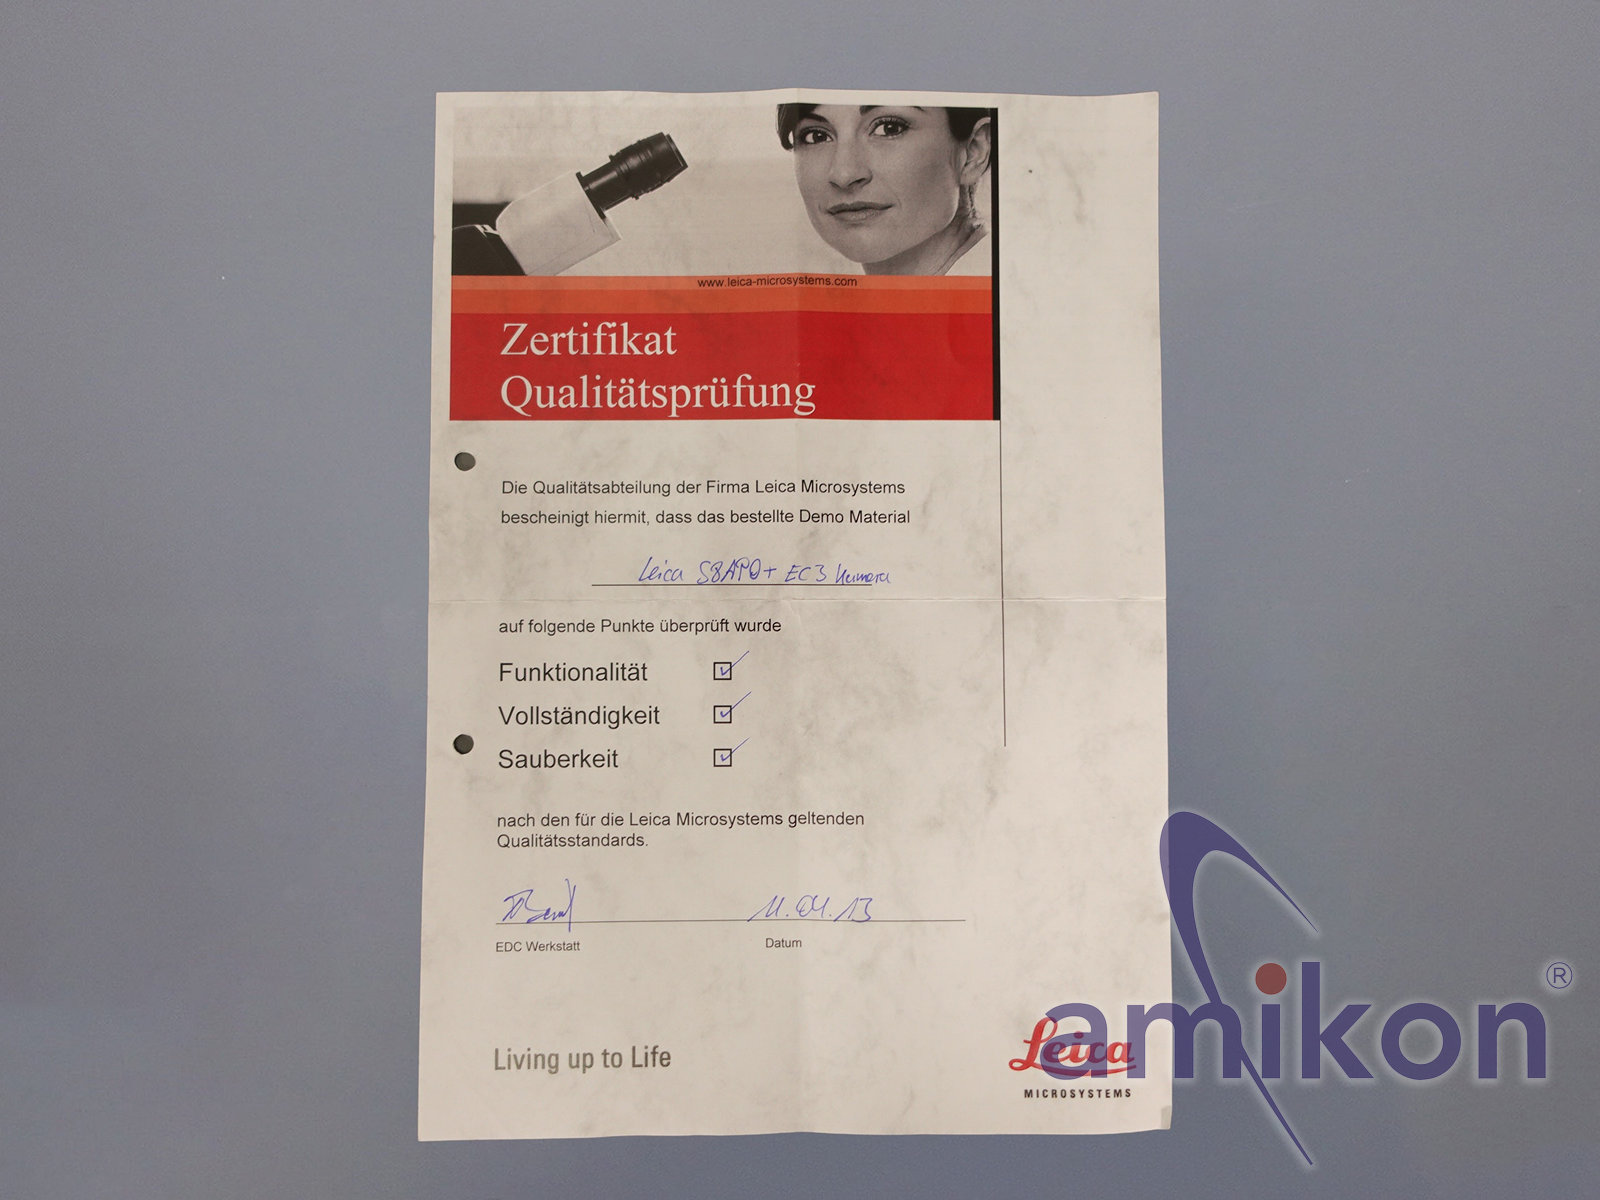 www.leica-microsystems.com
Zertifikat
Qualitätsprüfung
Die Qualitätsabteilung der Firma Leica Microsystems
bescheinigt hiermit, dass das bestellte Demo Material
Leica S8APO + EC3 Kamera
auf folgende Punkte überprüft wurde
Funktionalität
Vollständigkeit
Sauberkeit
nach den für die Leica Microsystems geltenden
Qualitätsstandards.
11.04.13
EDC Werkstatt Datum
Living up to Life
Leica
MICROSYSTEMS
amikon®